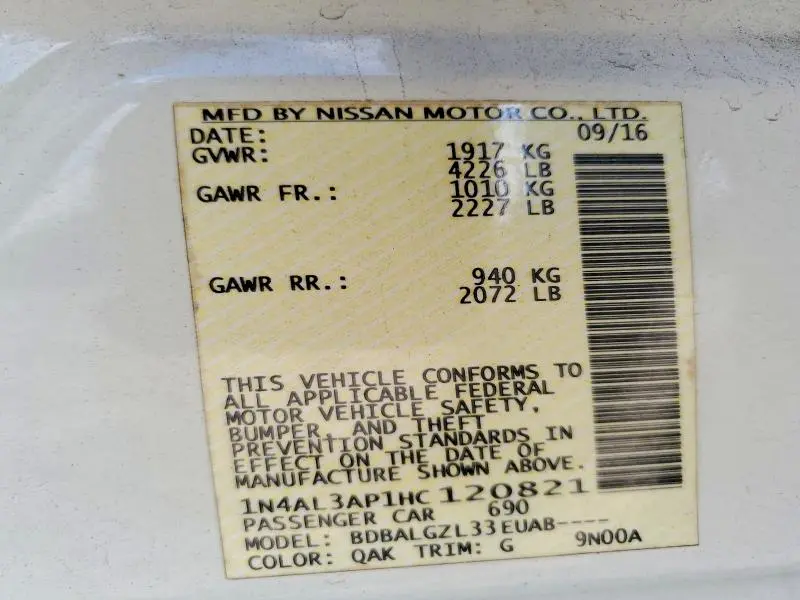 MFD BY NISSAN MOTOR CO., LTD.
DATE: 09/16
GVWR: 1917 KG
4226 LB
GAWR FR.: 1010 KG
2227 LB
GAWR RR.: 940 KG
2072 LB
THIS VEHICLE CONFORMS TO
ALL APPLICABLE FEDERAL
MOTOR VEHICLE SAFETY,
BUMPER, AND THEFT
PREVENTION STANDARDS IN
EFFECT ON THE DATE OF
MANUFACTURE SHOWN ABOVE.
1N4AL3AP1HC120821
PASSENGER CAR 690
MODEL: BDBALGZL33EUAB----
COLOR: QAK TRIM: G 9N00A